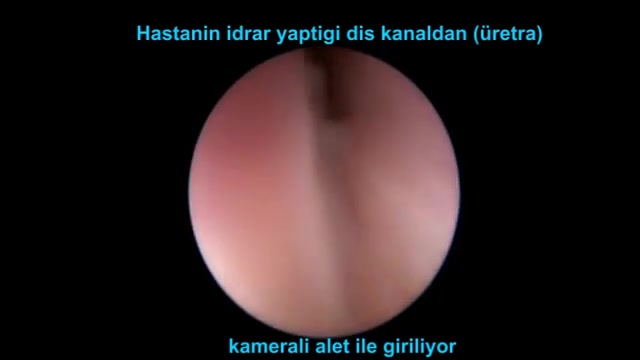 Hastanin idrar yaptigi dis kanaldan (üretra)
kamerali alet ile giriliyor